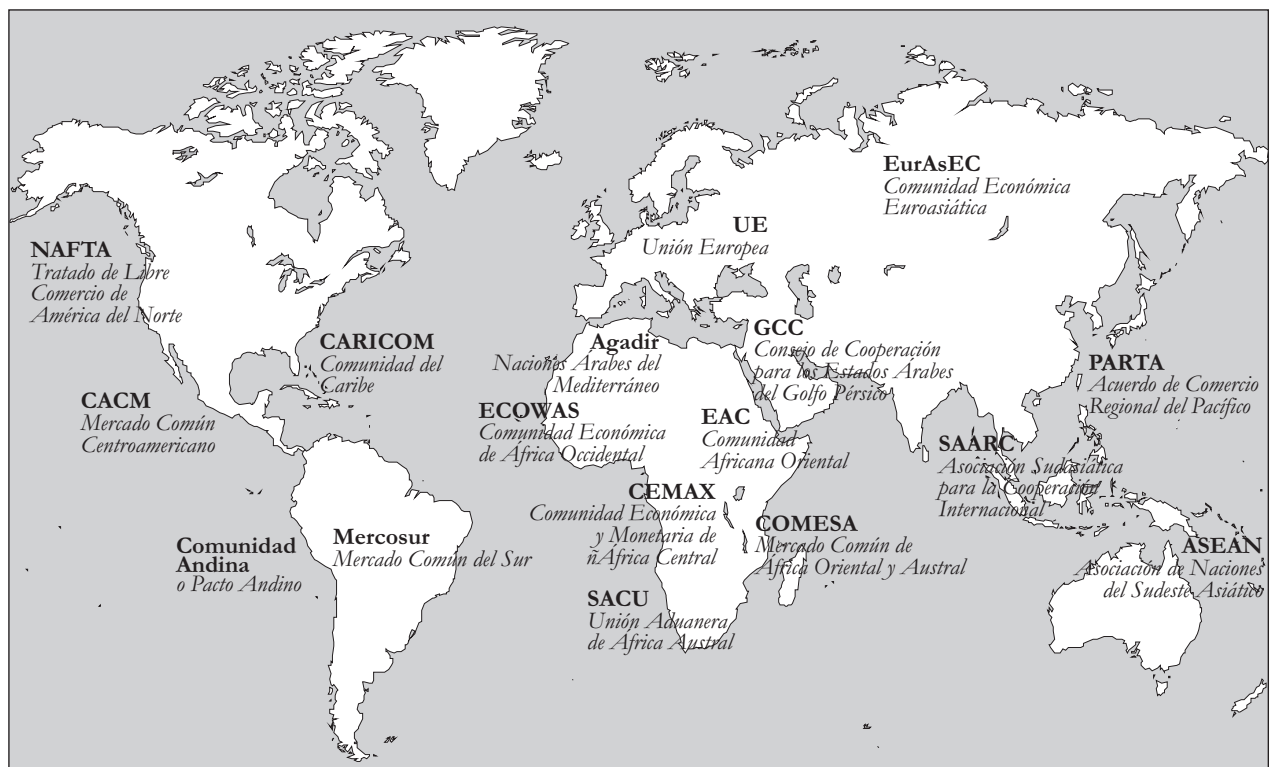 EurAsEC
Comunidad Económica
Euroasiática
UE
Unión Europea
NAFTA
Tratado de Libre
Comercio de
América del Norte
CARICOM
Comunidad del
Caribe
Agadir
Naciones Árabes del
Mediterráneo
GCC
Consejo de Cooperación
para los Estados Árabes
del Golfo Pérsico
PARTA
Acuerdo de Comercio
Regional del Pacífico
CACM
Mercado Común
Centroamericano
ECOWAS
Comunidad Económica
de África Occidental
EAC
Comunidad
Africana Oriental
SAARC
Asociación Sudasiática
para la Cooperación
Internacional
CEMAX
Comunidad Económica
y Monetaria de
ñÁfrica Central
COMESA
Mercado Común de
África Oriental y Austral
Comunidad
Andina
o Pacto Andino
Mercosur
Mercado Común del Sur
ASEAN
Asociación de Naciones
del Sudeste Asiático
SACU
Unión Aduanera
de África Austral